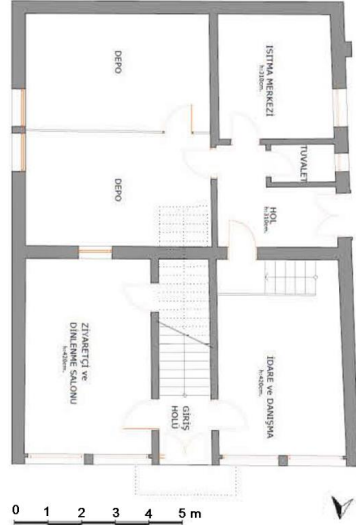 DEPO
ISITMA MERKEZİ
h:310cm.
DEPO
TUVALET
HOL
h:310cm.
ZİYARETÇİ ve
DİNLENME SALONU
h:420cm.
GİRİŞ
HOLÜ
İDARE ve DANIŞMA
h:420cm.
0 1 2 3 4 5 m